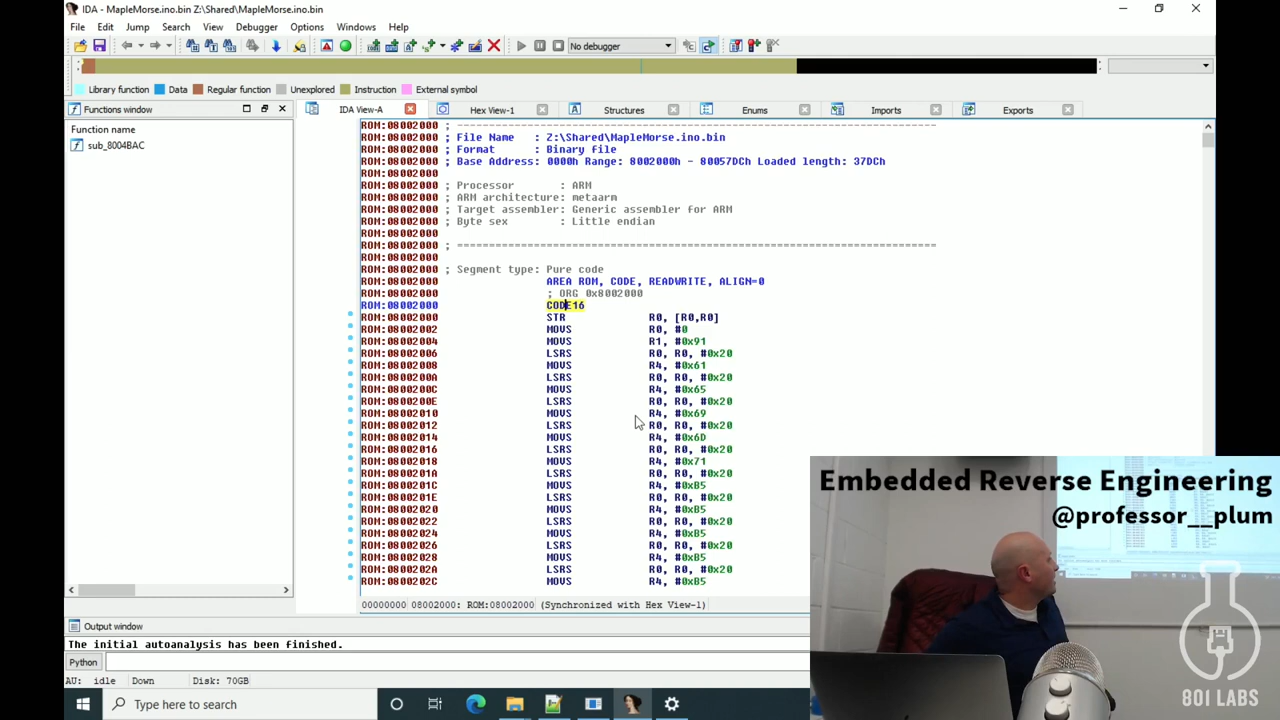 IDA - MapleMorse.ino.bin Z:\Shared\MapleMorse.ino.bin
File Edit Jump Search View Debugger Options Windows Help
No debugger
Library function Data Regular function Unexplored Instruction External symbol
Functions window IDA View-A Hex View-1 Structures Enums Imports Exports
Function name
sub_8004BAC
ROM:08002000 ; ---------------------------------------------------------------------------
ROM:08002000 ; File Name : Z:\Shared\MapleMorse.ino.bin
ROM:08002000 ; Format : Binary file
ROM:08002000 ; Base Address: 0000h Range: 8002000h - 80057DCh Loaded length: 37DCh
ROM:08002000
ROM:08002000 ; Processor : ARM
ROM:08002000 ; ARM architecture: metaarm
ROM:08002000 ; Target assembler: Generic assembler for ARM
ROM:08002000 ; Byte sex : Little endian
ROM:08002000
ROM:08002000
ROM:08002000 ; ===========================================================================
ROM:08002000
ROM:08002000 ; Segment type: Pure code
ROM:08002000 AREA ROM, CODE, READWRITE, ALIGN=0
ROM:08002000 ; ORG 0x8002000
ROM:08002000 CODE16
ROM:08002000 STR R0, [R0,R0]
ROM:08002002 MOVS R0, #0
ROM:08002004 MOVS R1, #0x91
ROM:08002006 LSRS R0, R0, #0x20
ROM:08002008 MOVS R4, #0x61
ROM:0800200A LSRS R0, R0, #0x20
ROM:0800200C MOVS R4, #0x65
ROM:0800200E LSRS R0, R0, #0x20
ROM:08002010 MOVS R4, #0x69
ROM:08002012 LSRS R0, R0, #0x20
ROM:08002014 MOVS R4, #0x6D
ROM:08002016 LSRS R0, R0, #0x20
ROM:08002018 MOVS R4, #0x71
ROM:0800201A LSRS R0, R0, #0x20
ROM:0800201C MOVS R4, #0xB5
ROM:0800201E LSRS R0, R0, #0x20
ROM:08002020 MOVS R4, #0xB5
ROM:08002022 LSRS R0, R0, #0x20
ROM:08002024 MOVS R4, #0xB5
ROM:08002026 LSRS R0, R0, #0x20
ROM:08002028 MOVS R4, #0xB5
ROM:0800202A LSRS R0, R0, #0x20
ROM:0800202C MOVS R4, #0xB5
00000000 08002000: ROM:08002000 (Synchronized with Hex View-1)
Output window
The initial autoanalysis has been finished.
Python
AU: idle Down Disk: 70GB
Type here to search
Embedded Reverse Engineering
@professor__plum
801 LABS